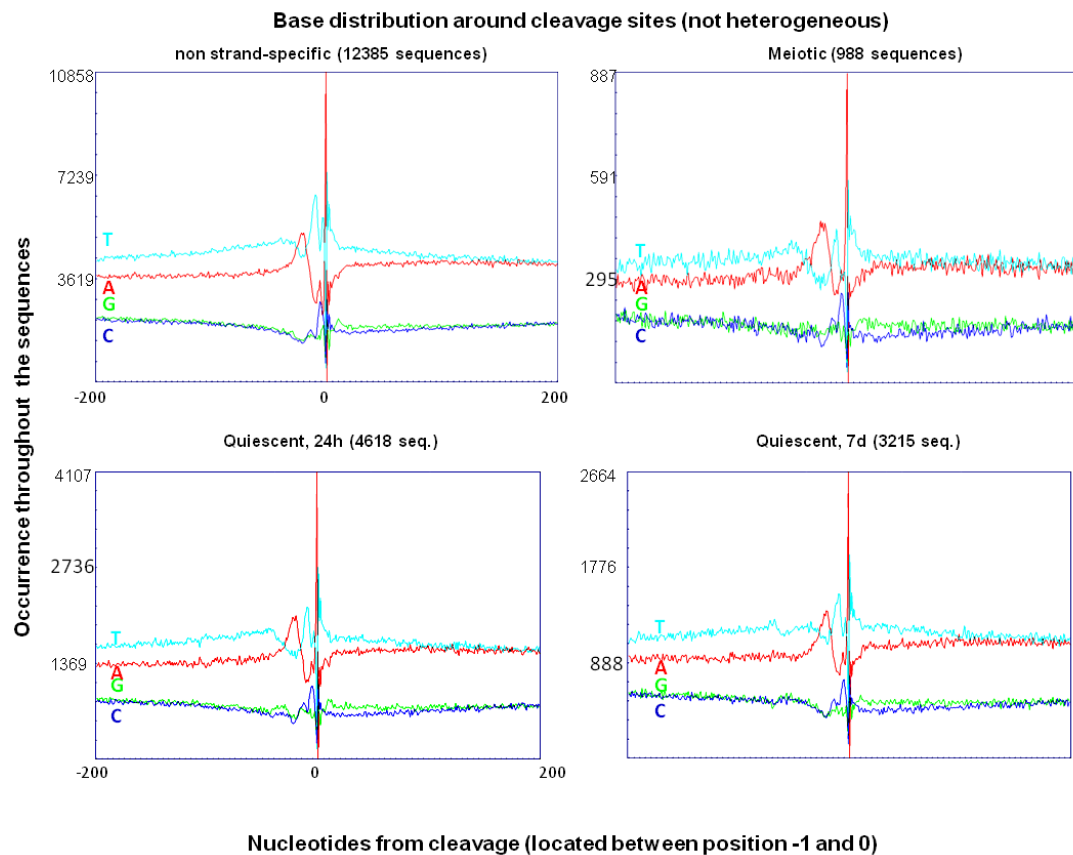 Base distribution around cleavage sites (not heterogeneous)
non strand-specific (12385 sequences)
Meiotic (988 sequences)
10858
7239
3619
T
A
G
C
-200
0
200
887
591
295
T
A
G
C
Occurrence throughout the sequences
Quiescent, 24h (4618 seq.)
Quiescent, 7d (3215 seq.)
4107
2736
1369
T
A
G
C
-200
0
200
2664
1776
888
T
A
G
C
Nucleotides from cleavage (located between position -1 and 0)